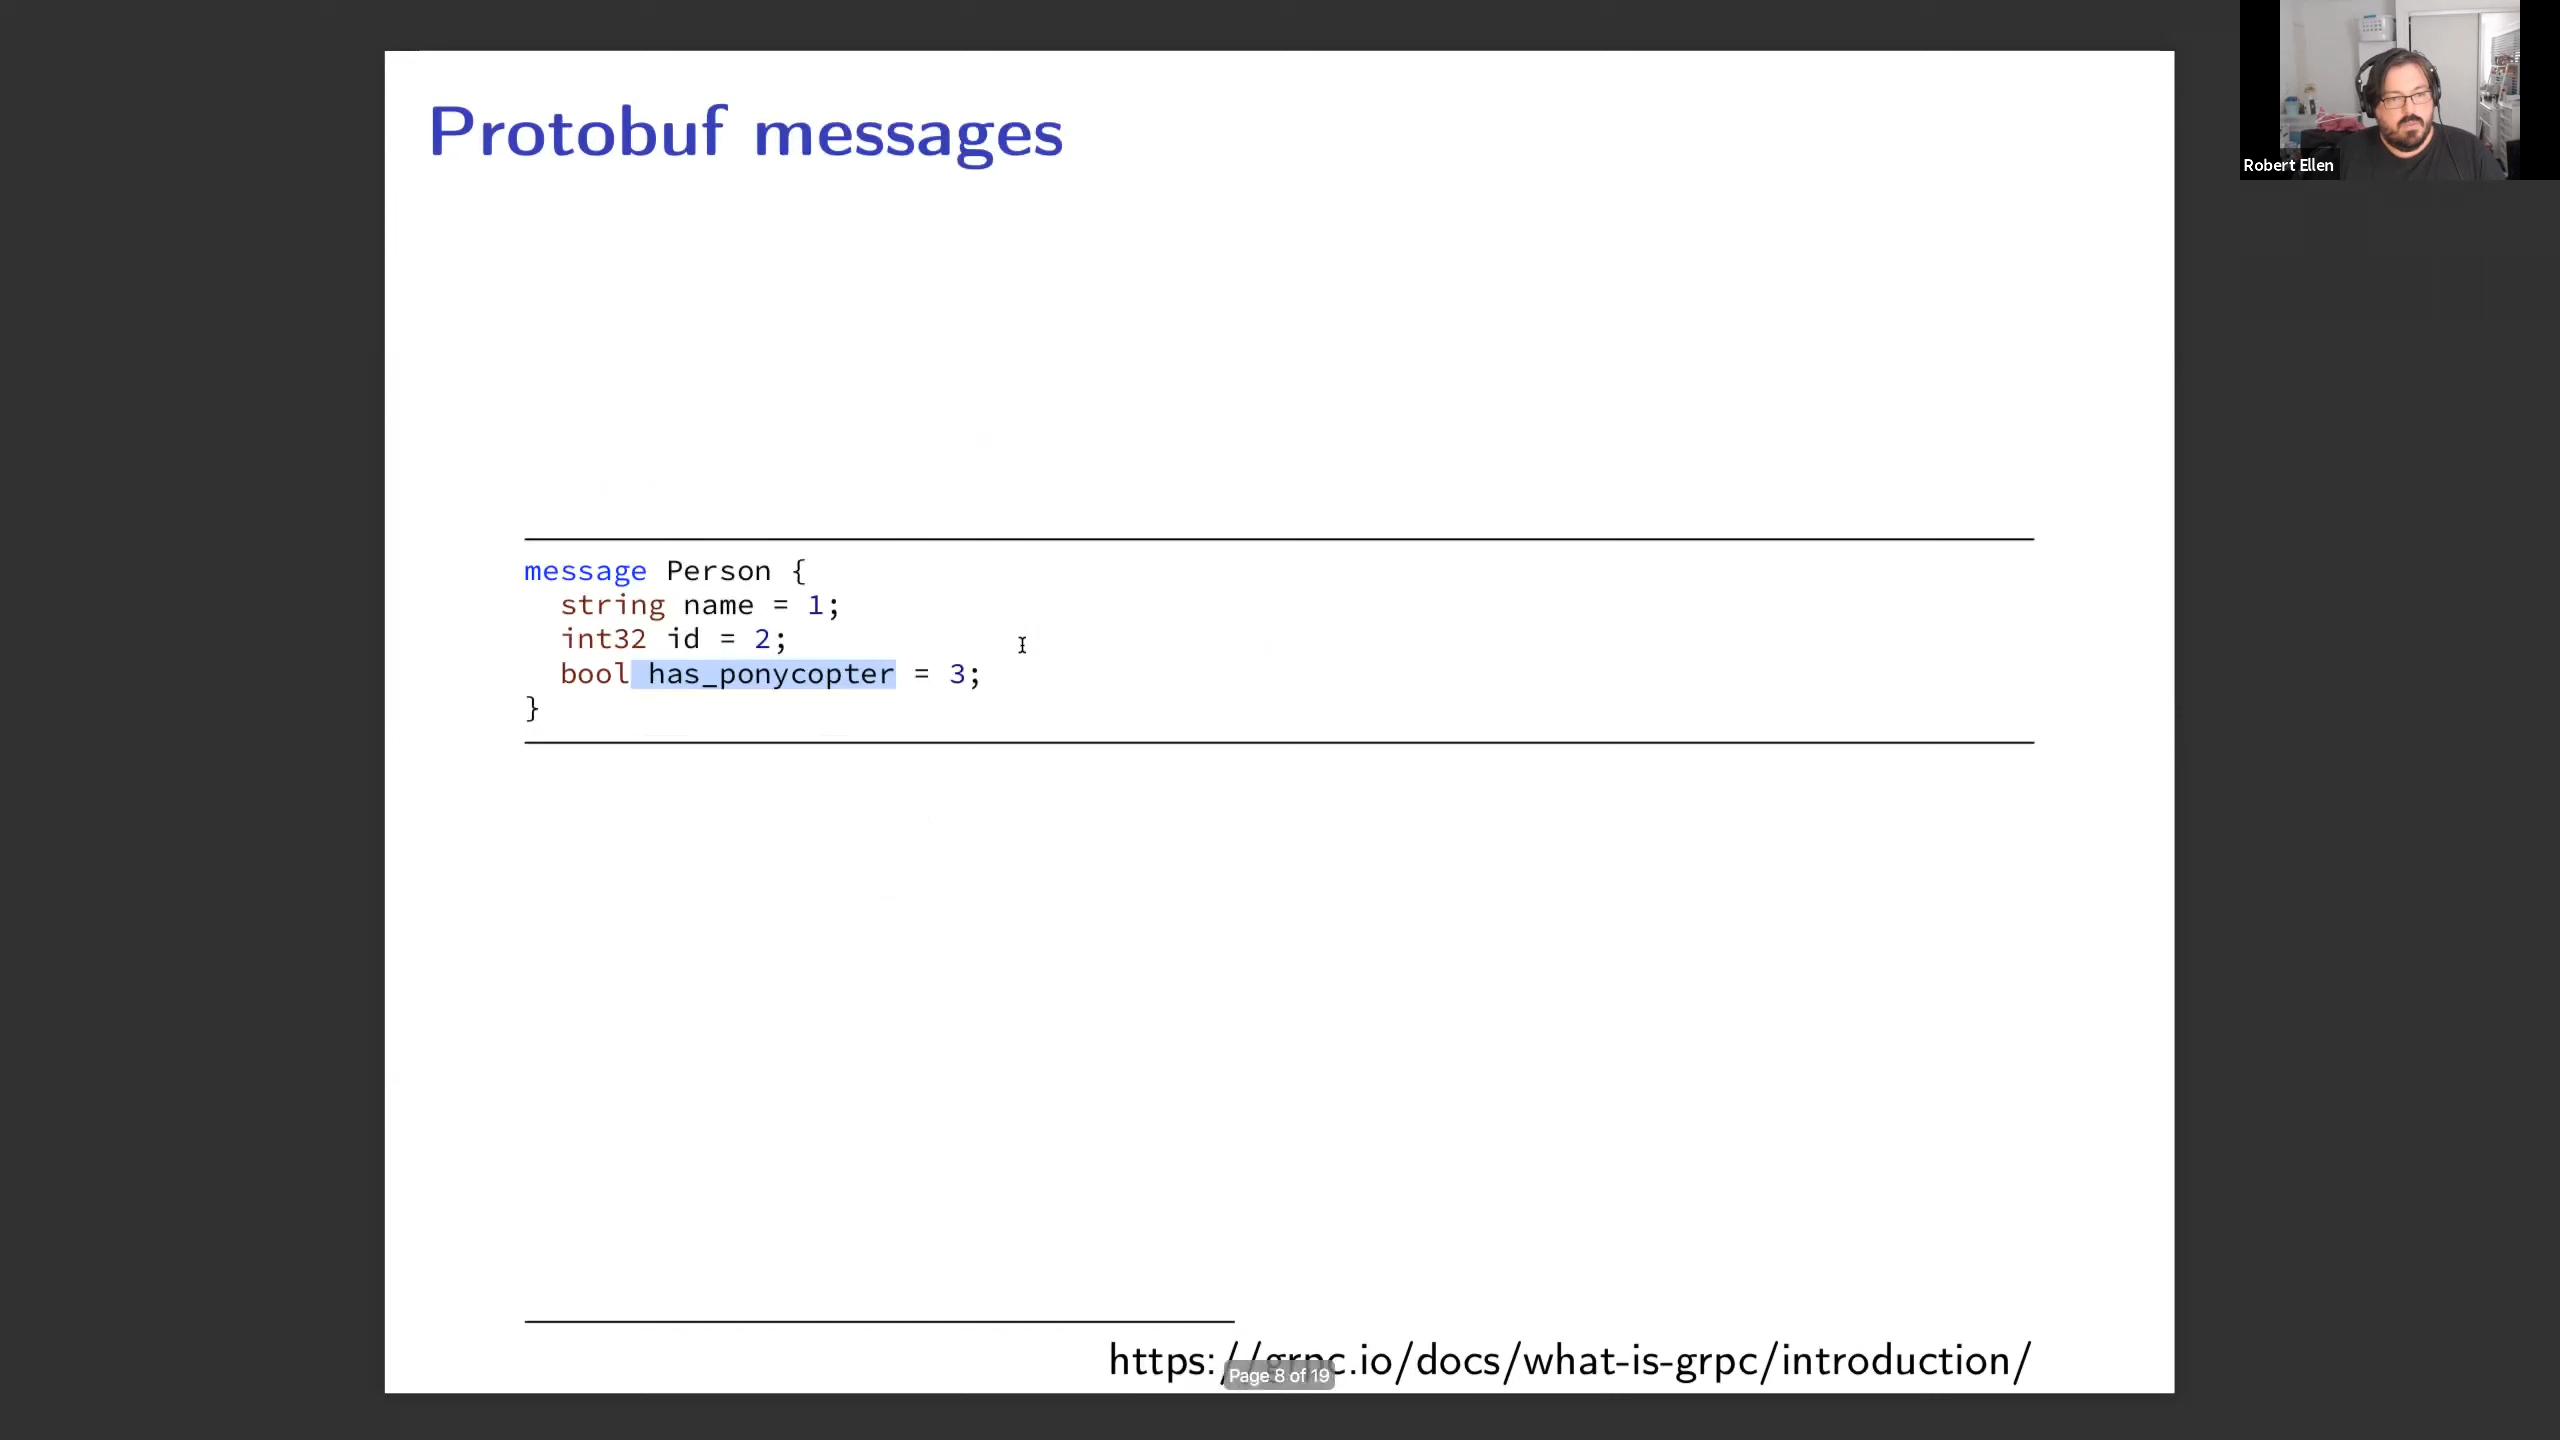 Protobuf messages
Robert Ellen
message Person {
string name = 1;
int32 id = 2;
bool has_ponycopter = 3;
}
https://grpc.io/docs/what-is-grpc/introduction/
Page 8 of 19